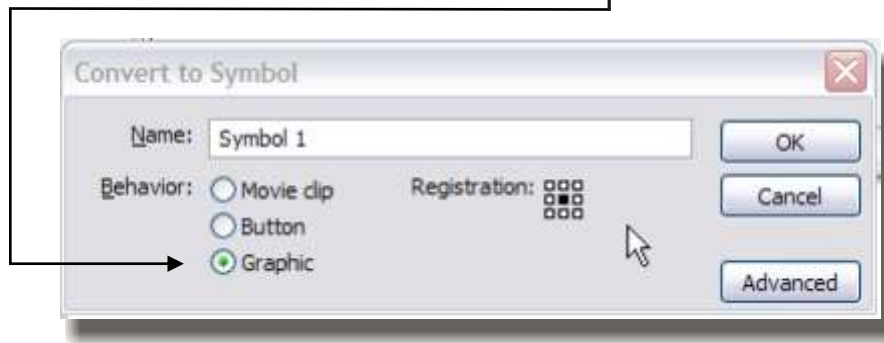 Convert to Symbol
Name: Symbol 1
OK
Behavior: Movie clip
Registration:
Cancel
Button
Graphic
Advanced